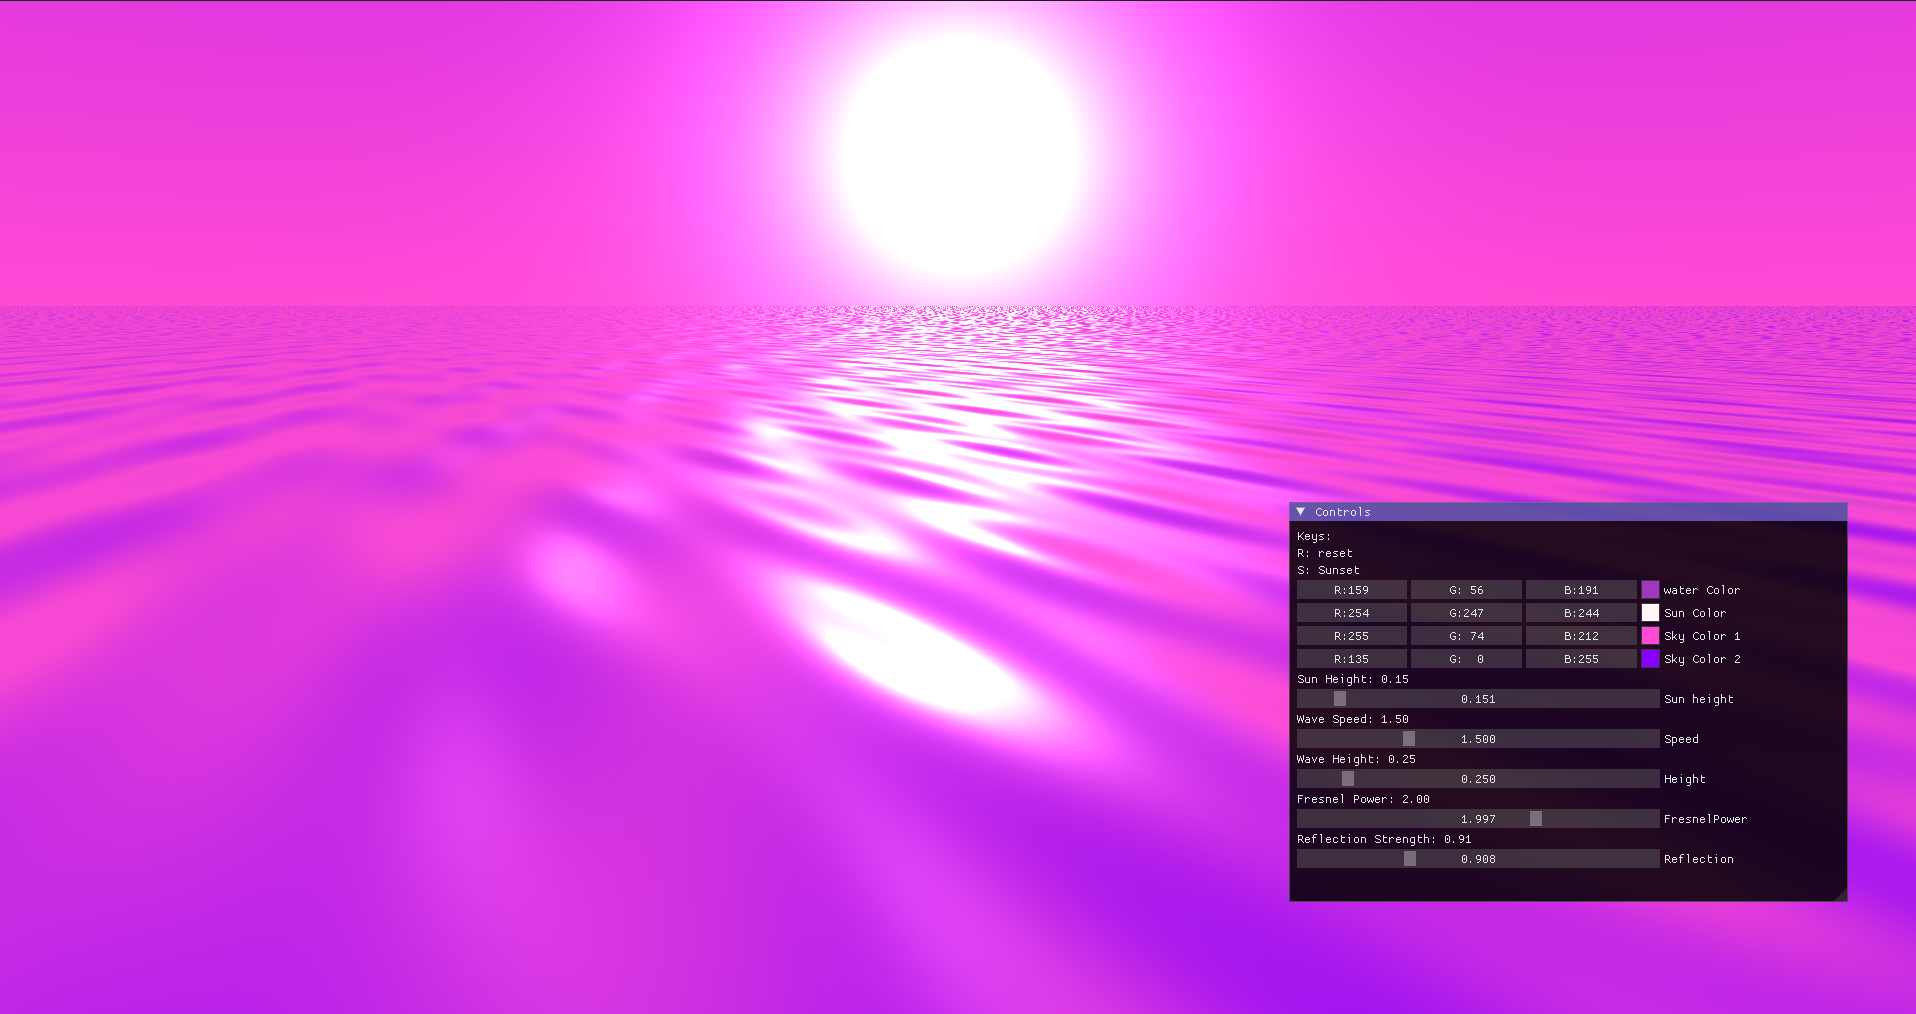 Controls
Keys:
R: reset
S: Sunset
R:159 G: 56 B:191 water Color
R:254 G:247 B:244 Sun Color
R:255 G: 74 B:212 Sky Color 1
R:135 G: 0 B:255 Sky Color 2
Sun Height: 0.15
0.151 Sun height
Wave Speed: 1.50
1.500 Speed
Wave Height: 0.25
0.250 Height
Fresnel Power: 2.00
1.997 FresnelPower
Reflection Strength: 0.91
0.908 Reflection